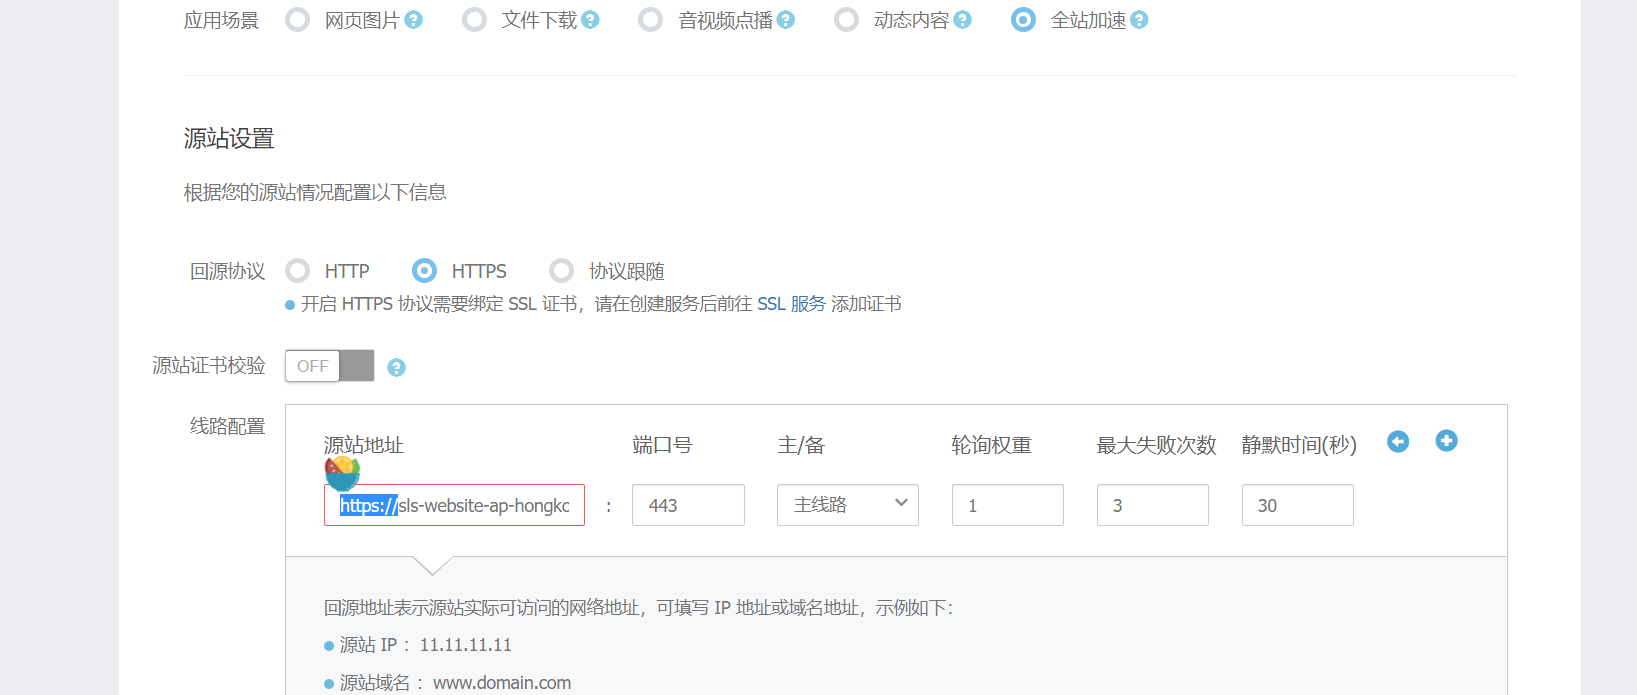 应用场景 网页图片 ? 文件下载 ? 音视频点播 ? 动态内容 ? 全站加速 ?
源站设置
根据您的源站情况配置以下信息
回源协议 HTTP HTTPS 协议跟随
开启 HTTPS 协议需要绑定 SSL 证书，请在创建服务后前往 SSL 服务 添加证书
源站证书校验 OFF ?
线路配置
源站地址 端口号 主/备 轮询权重 最大失败次数 静默时间(秒)
https://sls-website-ap-hongkc : 443 主线路 1 3 30
回源地址表示源站实际可访问的网络地址，可填写 IP 地址或域名地址，示例如下：
源站 IP ： 11.11.11.11
源站域名 ： www.domain.com